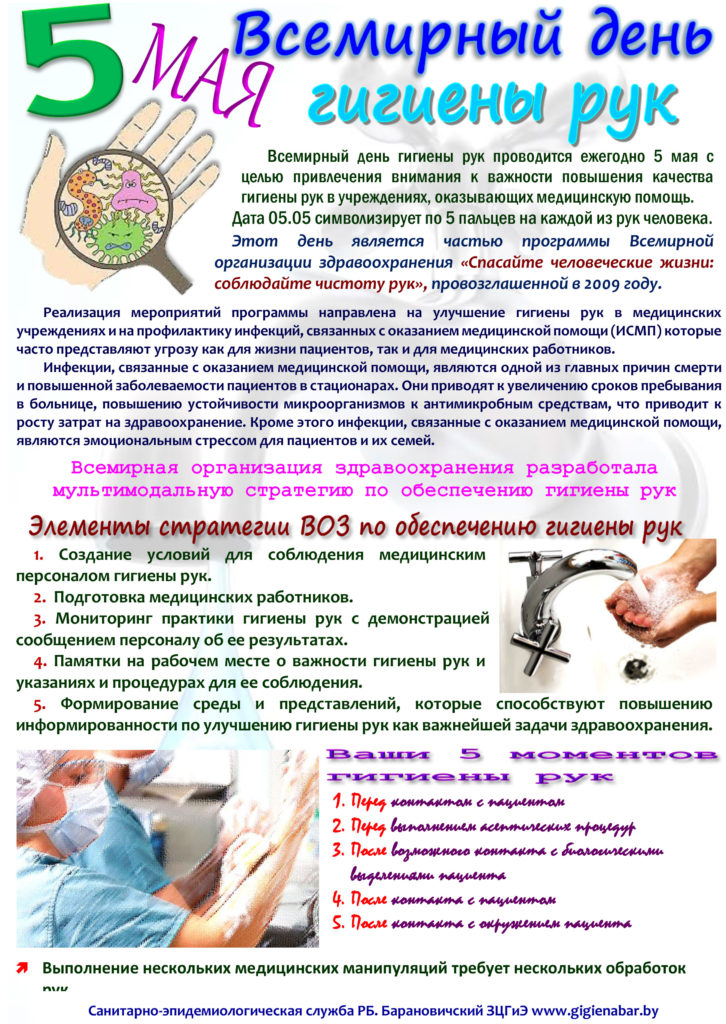 5 МАЯ
Всемирный день
гигиены рук
Всемирный день гигиены рук проводится ежегодно 5 мая с
целью привлечения внимания к важности повышения качества
гигиены рук в учреждениях, оказывающих медицинскую помощь.
Дата 05.05 символизирует по 5 пальцев на каждой из рук человека.
Этот день является частью программы Всемирной
организации здравоохранения «Спасайте человеческие жизни:
соблюдайте чистоту рук», провозглашенной в 2009 году.
Реализация мероприятий программы направлена на улучшение гигиены рук в медицинских
учреждениях и на профилактику инфекций, связанных с оказанием медицинской помощи (ИСМП) которые
часто представляют угрозу как для жизни пациентов, так и для медицинских работников.
Инфекции, связанные с оказанием медицинской помощи, являются одной из главных причин смерти
и повышенной заболеваемости пациентов в стационарах. Они приводят к увеличению сроков пребывания
в больнице, повышению устойчивости микроорганизмов к антимикробным средствам, что приводит к
росту затрат на здравоохранение. Кроме этого инфекции, связанные с оказанием медицинской помощи,
являются эмоциональным стрессом для пациентов и их семей.
Всемирная организация здравоохранения разработала
мультимодальную стратегию по обеспечению гигиены рук
Элементы стратегии ВОЗ по обеспечению гигиены рук
1. Создание условий для соблюдения медицинским
персоналом гигиены рук.
2. Подготовка медицинских работников.
3. Мониторинг практики гигиены рук с демонстрацией
сообщением персоналу об ее результатах.
4. Памятки на рабочем месте о важности гигиены рук и
указаниях и процедурах для ее соблюдения.
5. Формирование среды и представлений, которые способствуют повышению
информированности по улучшению гигиены рук как важнейшей задачи здравоохранения.
Ваши 5 моментов
гигиены рук
1. Перед контактом с пациентом
2. Перед выполнением асептических процедур
3. После возможного контакта с биологическими
выделениями пациента
4. После контакта с пациентом
5. После контакта с окружением пациента
Выполнение нескольких медицинских манипуляций требует нескольких обработок
рук
Санитарно-эпидемиологическая служба РБ. Барановичский ЗЦГиЭ www.gigienabar.by